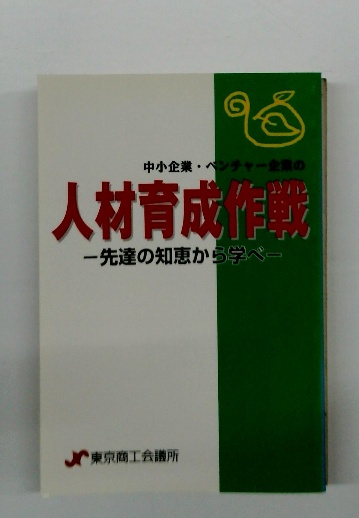 中小企業・ベンチャー企業の
人材育成作戦
－先達の知恵から学べ－
東京商工会議所